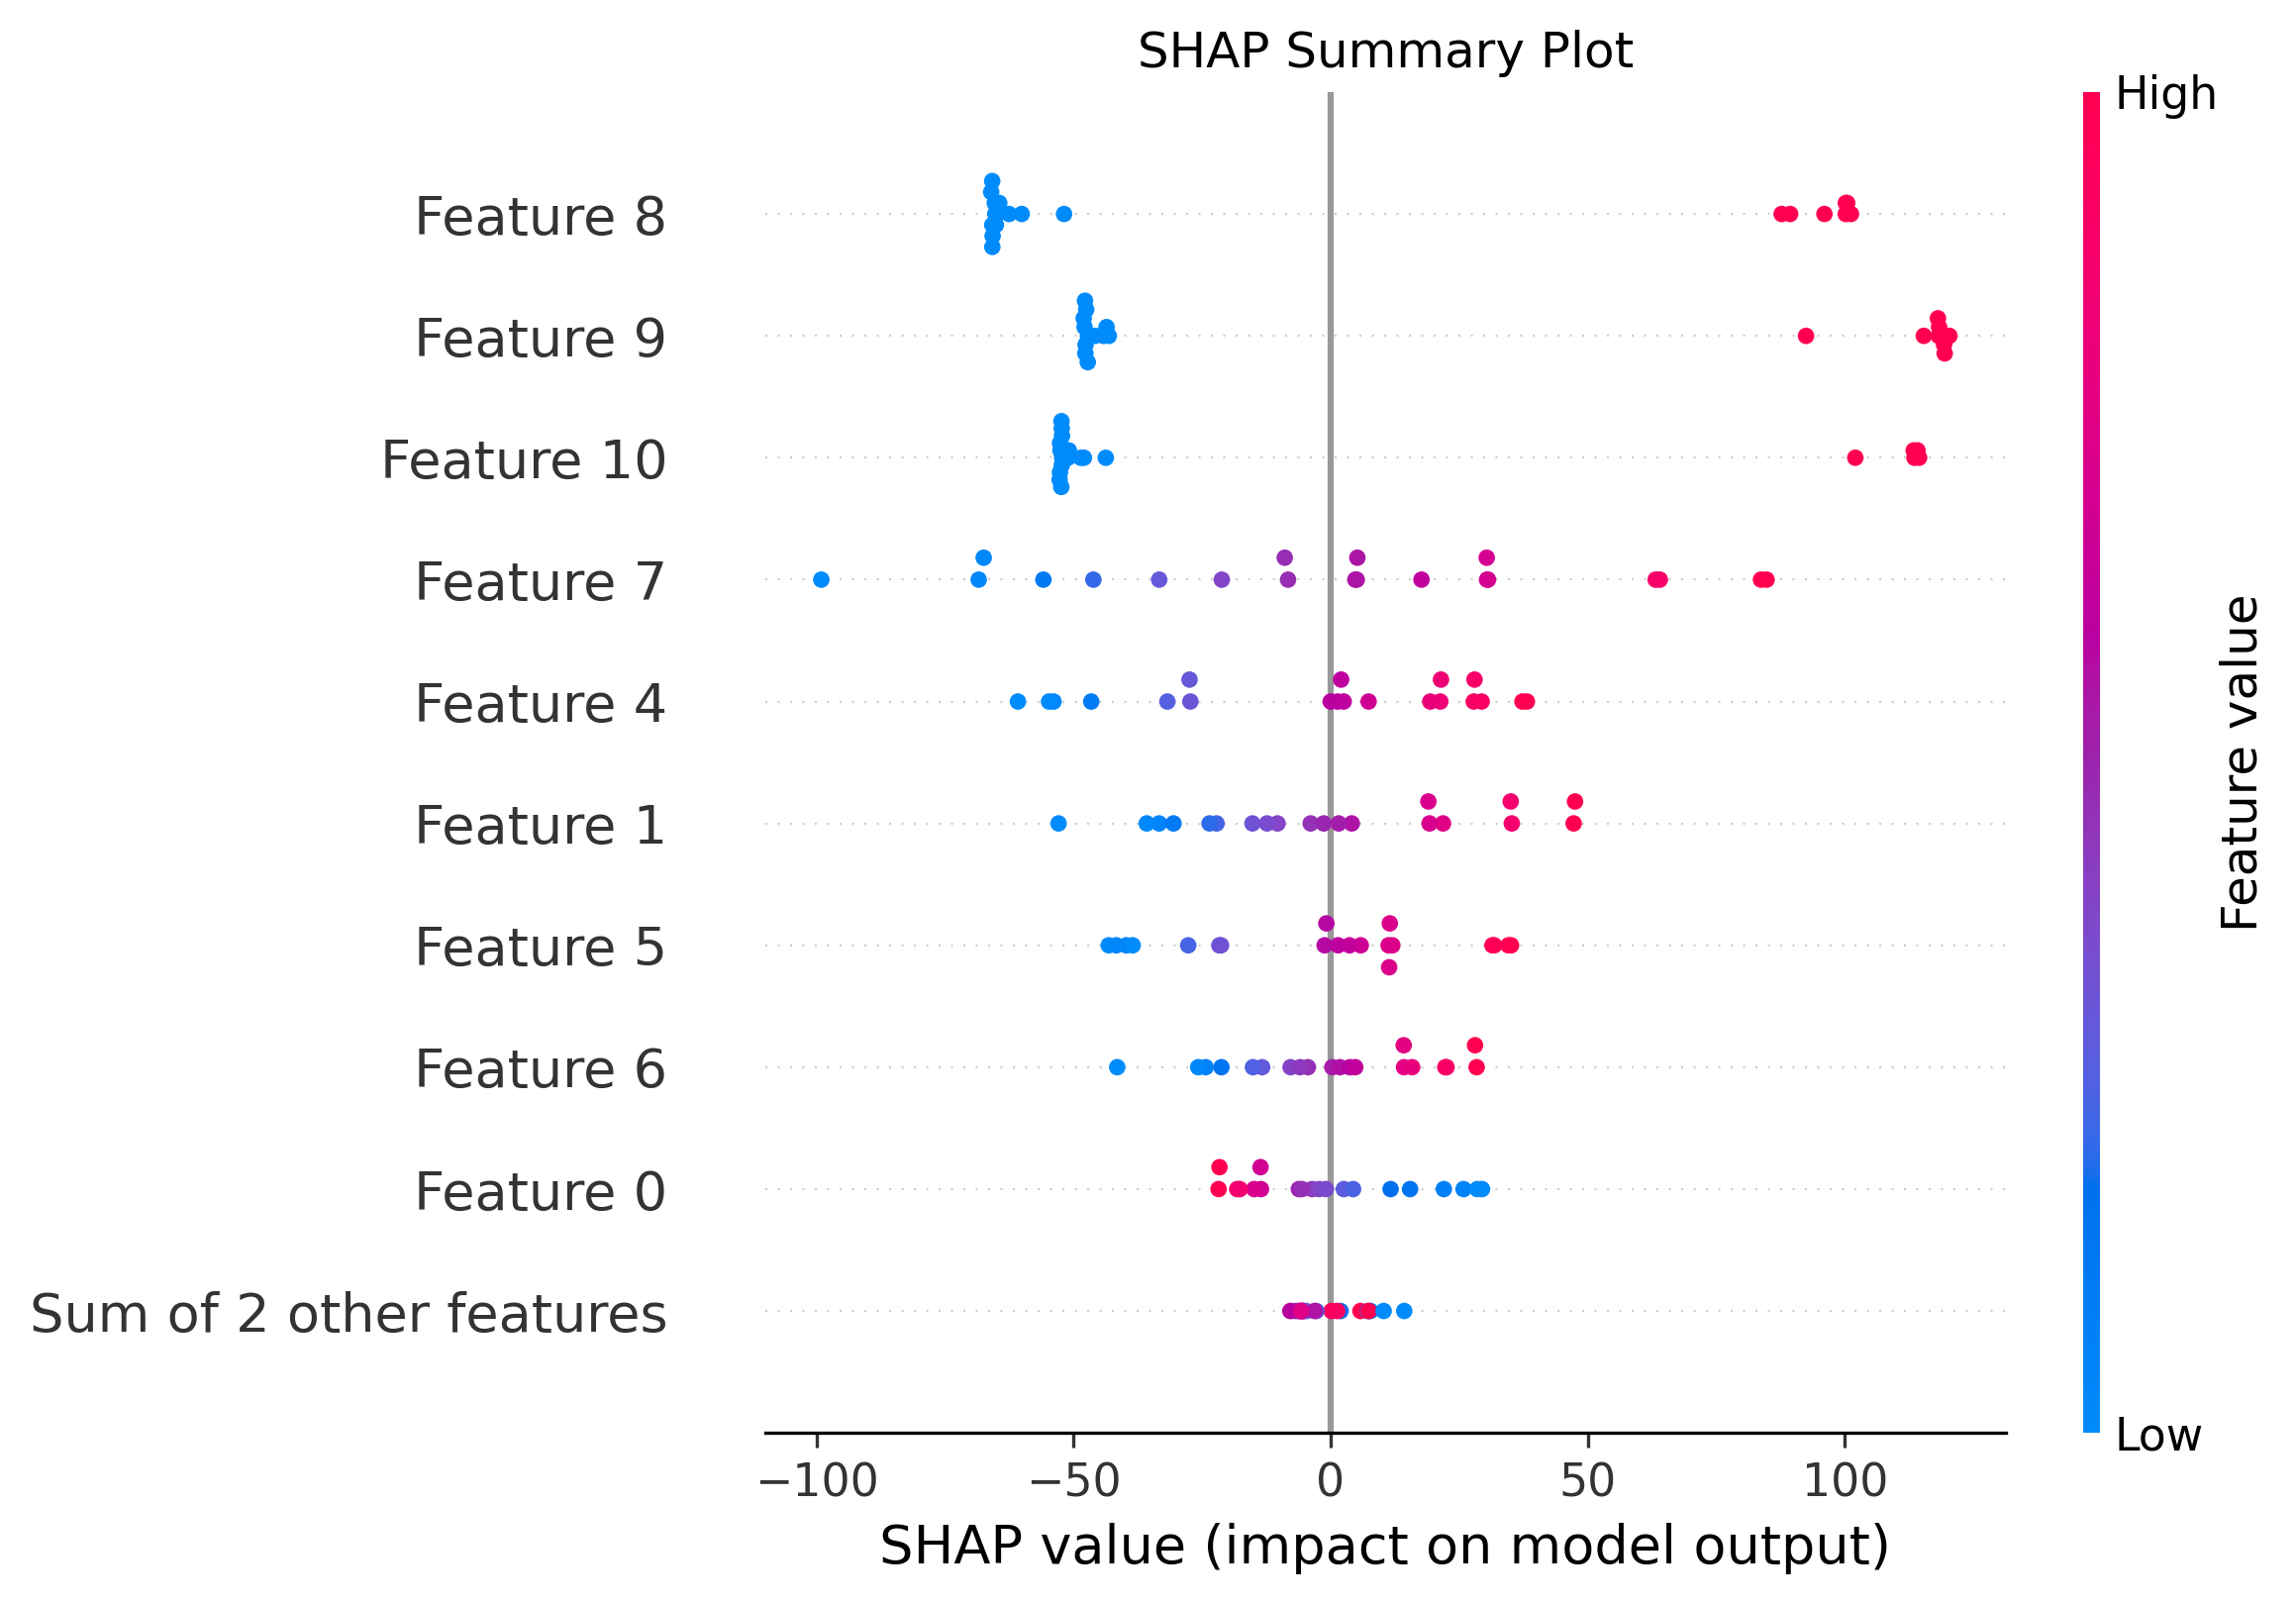 SHAP Summary Plot
High
Feature 8
Feature 9
Feature 10
Feature 7
Feature 4
Feature 1
Feature 5
Feature 6
Feature 0
Sum of 2 other features
Feature value
Low
−100 −50 0 50 100
SHAP value (impact on model output)